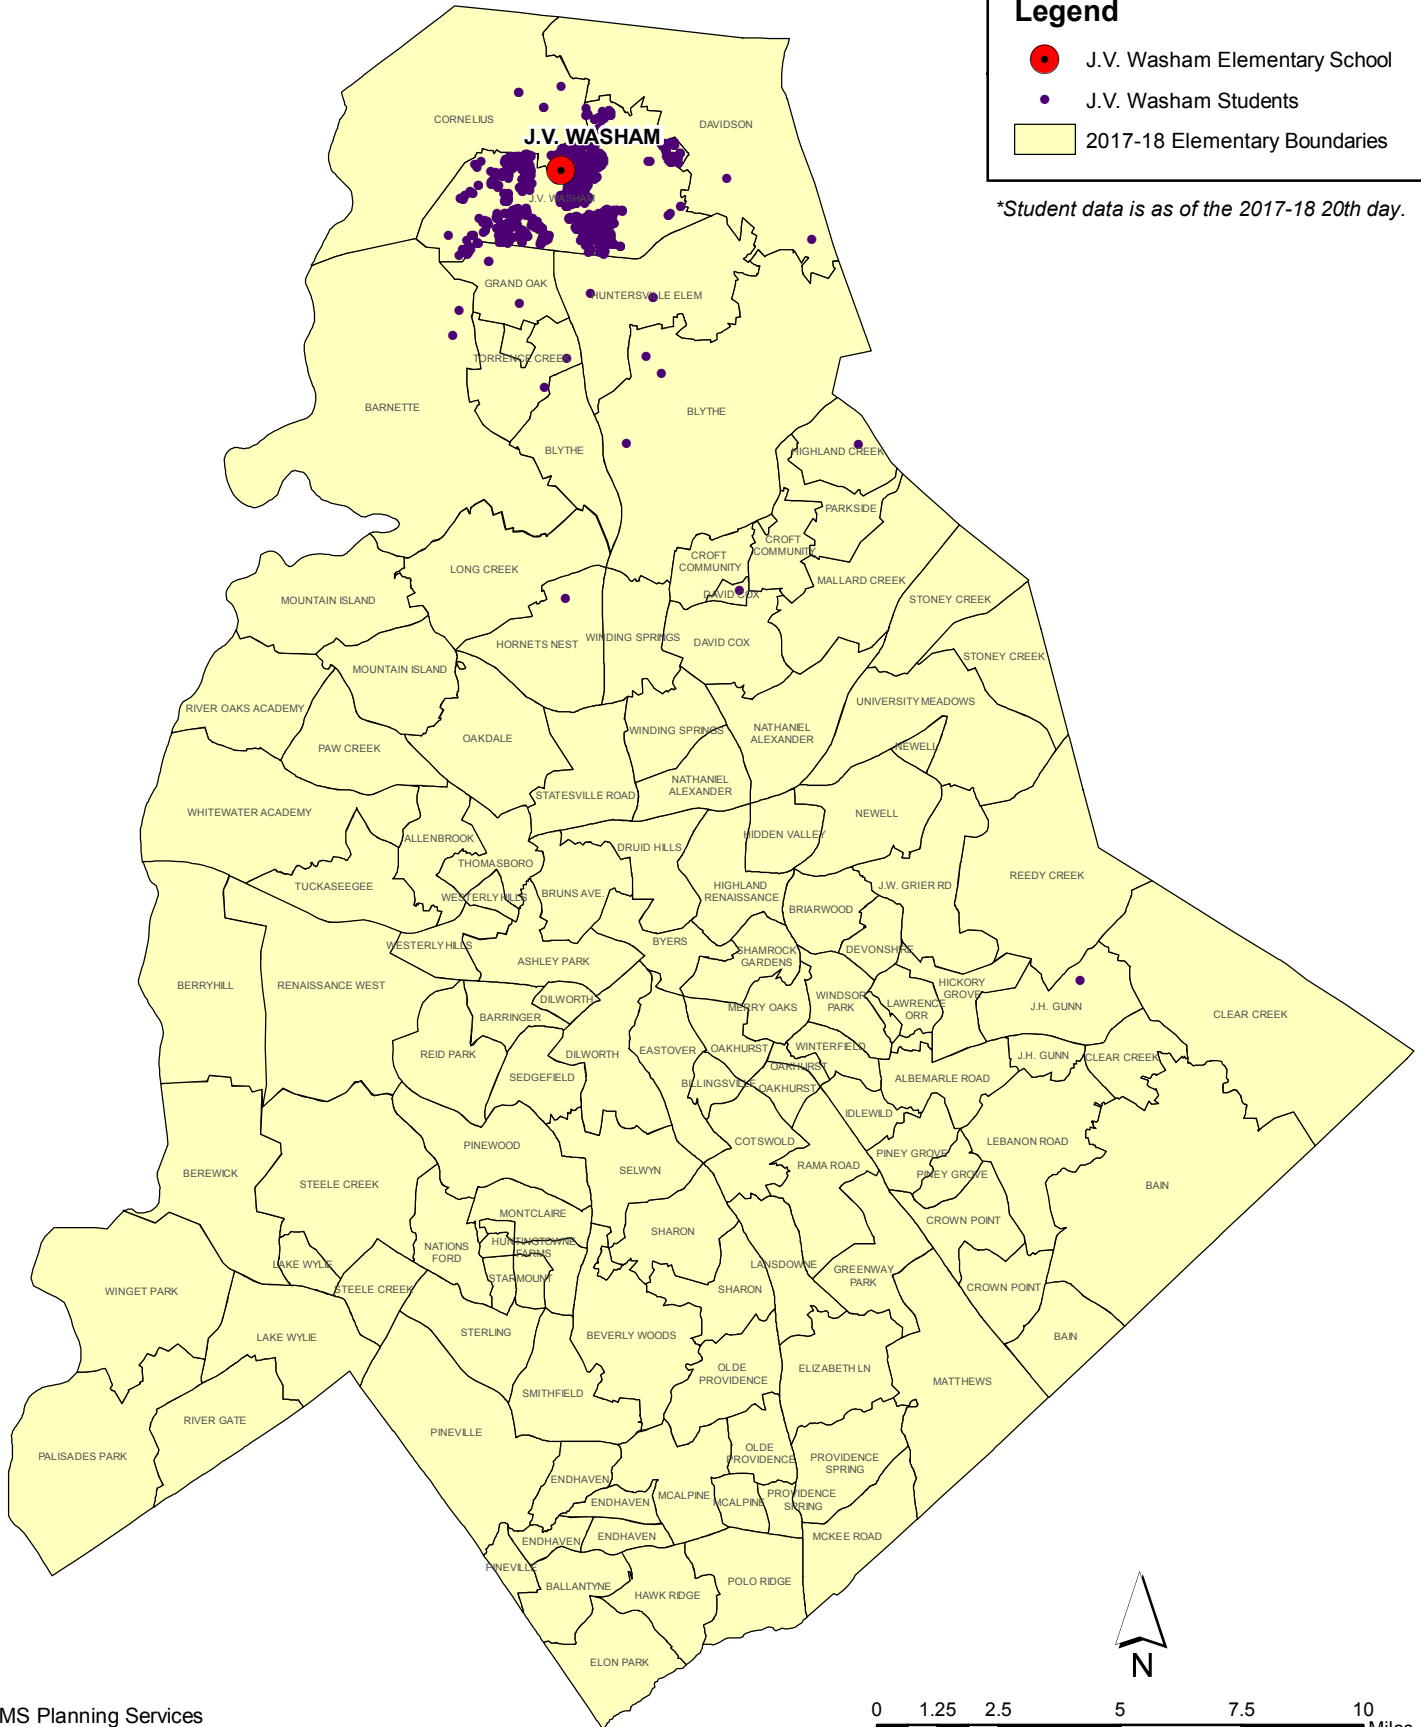 Legend
J.V. Washam Elementary School
J.V. Washam Students
2017-18 Elementary Boundaries
*Student data is as of the 2017-18 20th day.
CORNELIUS
DAVIDSON
J.V. WASHAM
J.V. WASHAM
GRAND OAK
HUNTERSVILLE ELEM
TORRENCE CREEK
BARNETTE
BLYTHE
BLYTHE
HIGHLAND CREEK
PARKSIDE
CROFT
COMMUNITY
CROFT
COMMUNITY
LONG CREEK
MALLARD CREEK
DAVID COX
MOUNTAIN ISLAND
STONEY CREEK
HORNETS NEST
WINDING SPRINGS
DAVID COX
STONEY CREEK
MOUNTAIN ISLAND
RIVER OAKS ACADEMY
UNIVERSITY MEADOWS
PAW CREEK
OAKDALE
WINDING SPRINGS
NATHANIEL
ALEXANDER
NEWELL
NATHANIEL
ALEXANDER
STATESVILLE ROAD
WHITEWATER ACADEMY
NEWELL
ALLENBROOK
HIDDEN VALLEY
DRUID HILLS
THOMASBORO
TUCKASEEGEE
WESTERLY HILLS
BRUNS AVE.
HIGHLAND
RENAISSANCE
J.W. GRIER RD
REEDY CREEK
BRIARWOOD
WESTERLY HILLS
BYERS
DEVONSHIRE
SHAMROCK
GARDENS
ASHLEY PARK
BERRYHILL
RENAISSANCE WEST
HICKORY
GROVE
DILWORTH
MERRY OAKS
WINDSOR
PARK
LAWRENCE
ORR
J.H. GUNN
CLEAR CREEK
BARRINGER
REID PARK
DILWORTH
EASTOVER
OAKHURST
WINTERFIELD
J.H. GUNN
CLEAR CREEK
OAKHURST
SEDGEFIELD
BILLINGSVILLE
OAKHURST
ALBEMARLE ROAD
IDLEWILD
PINEWOOD
COTSWOLD
LEBANON ROAD
PINEY GROVE
BEREWICK
STEELE CREEK
SELWYN
RAMA ROAD
PINEY GROVE
BAIN
MONTCLAIRE
CROWN POINT
SHARON
NATIONS
FORD
HUNTINGTOWNE
FARMS
LAKE WYLIE
LANSDOWNE
GREENWAY
PARK
STARMOUNT
WINGET PARK
STEELE CREEK
SHARON
CROWN POINT
LAKE WYLIE
STERLING
BEVERLY WOODS
BAIN
OLDE
PROVIDENCE
ELIZABETH LN
MATTHEWS
SMITHFIELD
RIVER GATE
PINEVILLE
PALISADES PARK
OLDE
PROVIDENCE
PROVIDENCE
SPRING
ENDHAVEN
ENDHAVEN
MCALPINE
MCALPINE
PROVIDENCE
SPRING
ENDHAVEN
ENDHAVEN
MCKEE ROAD
PINEVILLE
BALLANTYNE
HAWK RIDGE
POLO RIDGE
ELON PARK
N
MS Planning Services
0 1.25 2.5 5 7.5 10
Miles